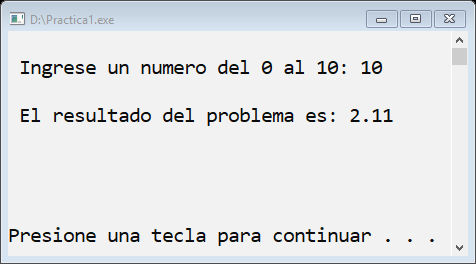 D:\Practica1.exe
Ingrese un numero del 0 al 10: 10
El resultado del problema es: 2.11
Presione una tecla para continuar . . .